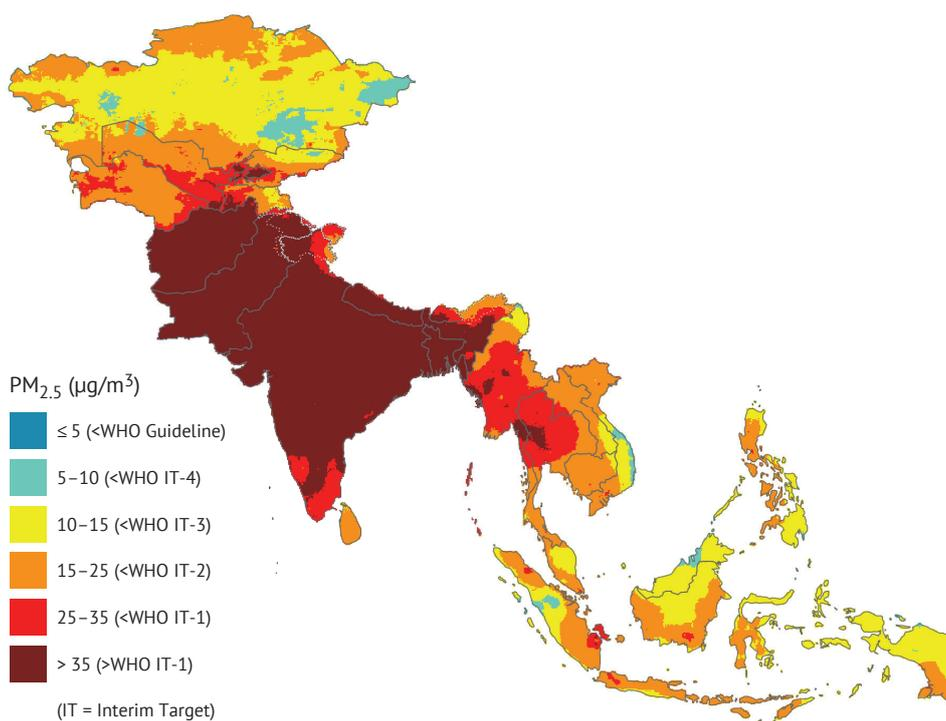 PM₂.₅ (µg/m³)
≤ 5 (<WHO Guideline)
5–10 (<WHO IT-4)
10–15 (<WHO IT-3)
15–25 (<WHO IT-2)
25–35 (<WHO IT-1)
> 35 (>WHO IT-1)
(IT = Interim Target)